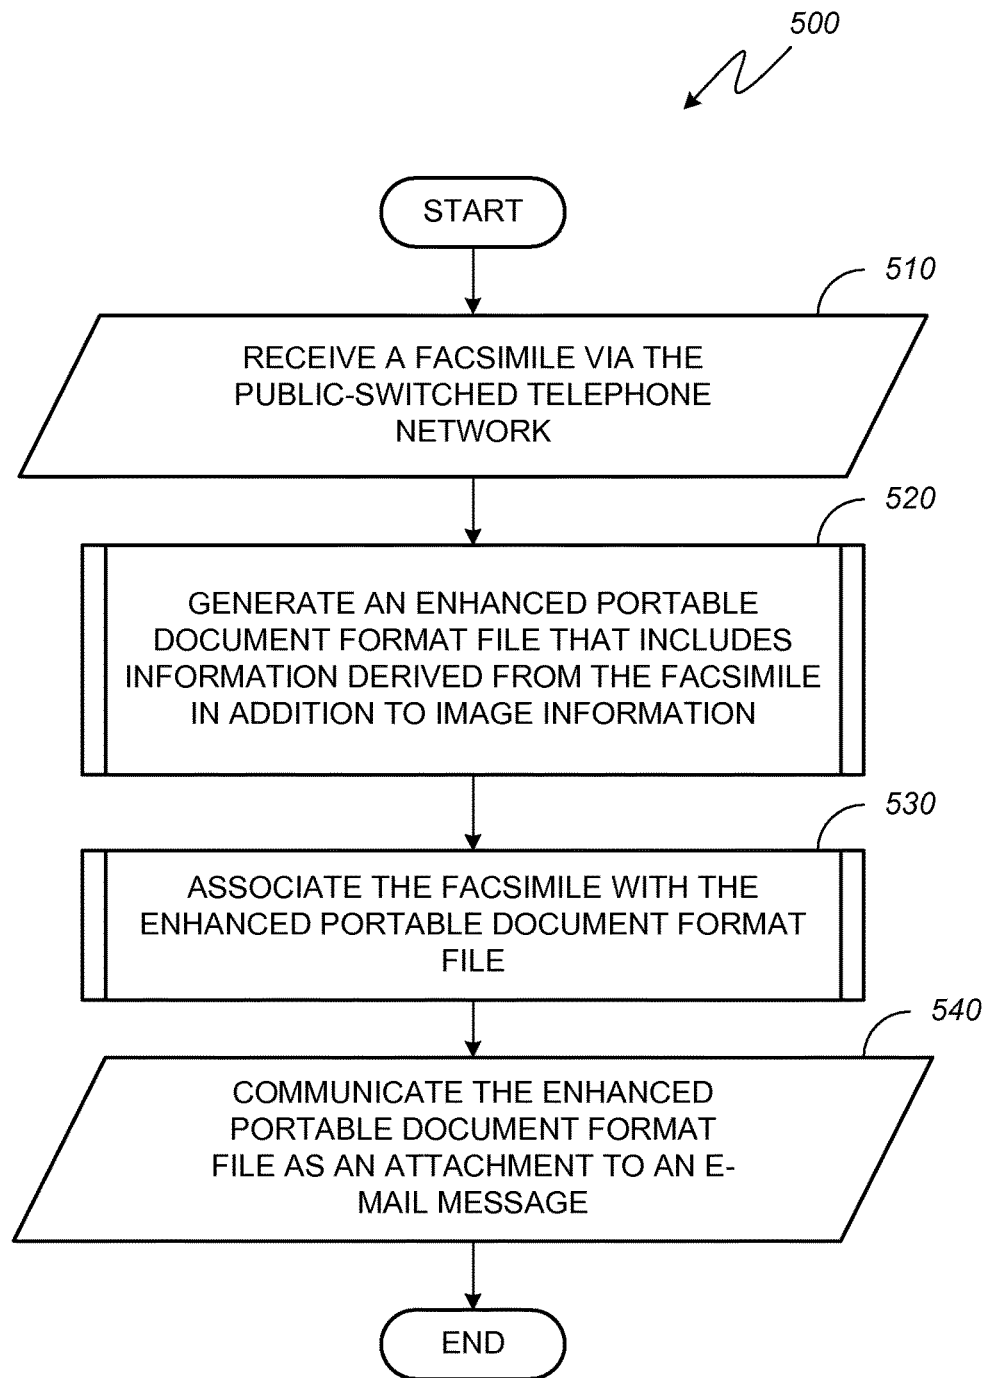 500
START
510
RECEIVE A FACSIMILE VIA THE
PUBLIC-SWITCHED TELEPHONE
NETWORK
520
GENERATE AN ENHANCED PORTABLE
DOCUMENT FORMAT FILE THAT INCLUDES
INFORMATION DERIVED FROM THE FACSIMILE
IN ADDITION TO IMAGE INFORMATION
530
ASSOCIATE THE FACSIMILE WITH THE
ENHANCED PORTABLE DOCUMENT FORMAT
FILE
540
COMMUNICATE THE ENHANCED
PORTABLE DOCUMENT FORMAT
FILE AS AN ATTACHMENT TO AN E-
MAIL MESSAGE
END